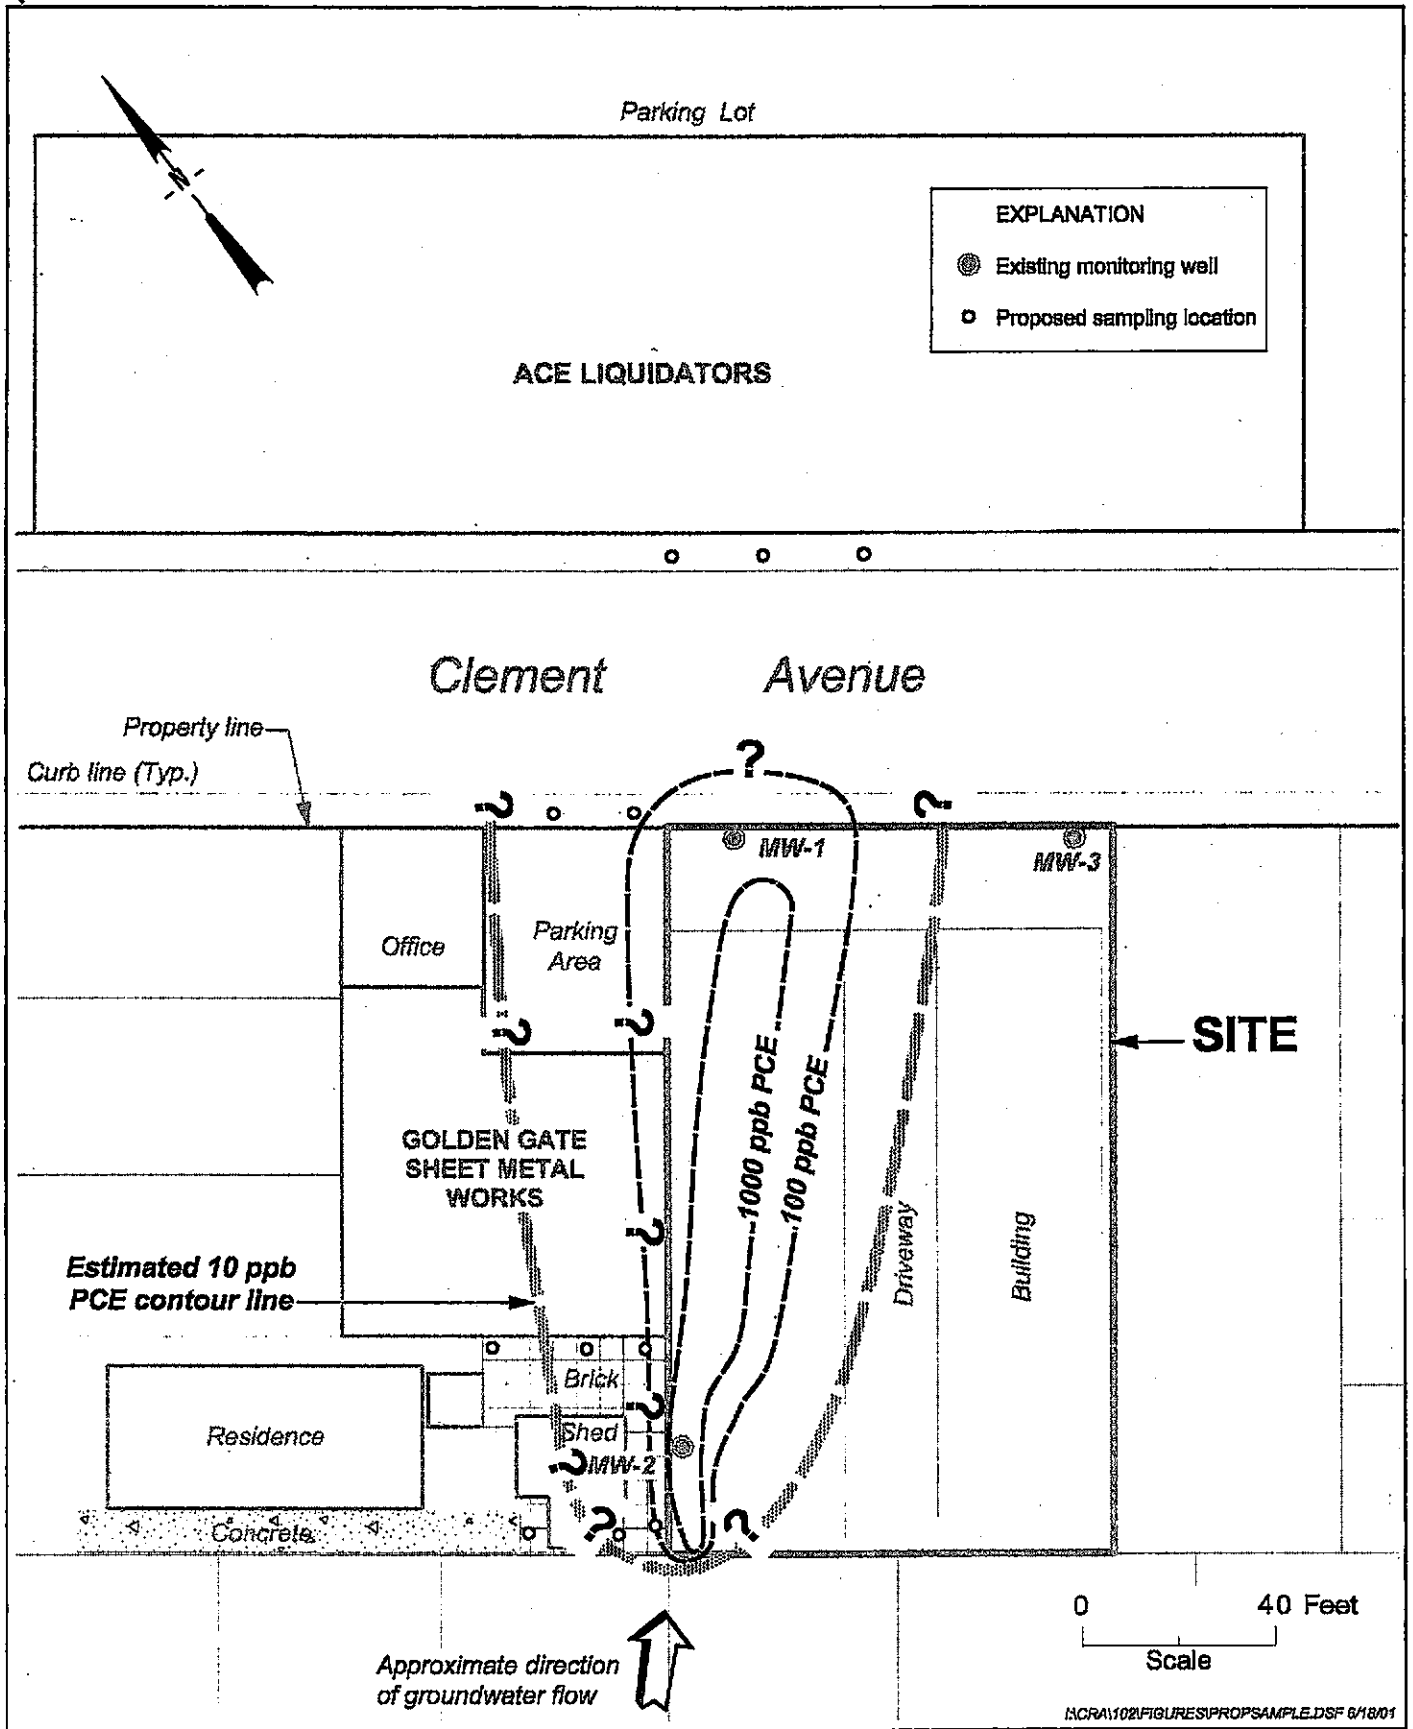 Parking Lot
N
EXPLANATION
Existing monitoring well
Proposed sampling location
ACE LIQUIDATORS
Clement Avenue
Property line
Curb line (Typ.)
?
?
?
MW-1
MW-3
Office
Parking
Area
?
?
SITE
1000 ppb PCE
100 ppb PCE
GOLDEN GATE
SHEET METAL
WORKS
?
Driveway
Building
Estimated 10 ppb
PCE contour line
Brick
?
Residence
Shed
?
MW-2
Concrete
?
?
0 40 Feet
Scale
Approximate direction
of groundwater flow
I:\CRA\102\FIGURES\PROPSAMPLE.DSF 6/18/01